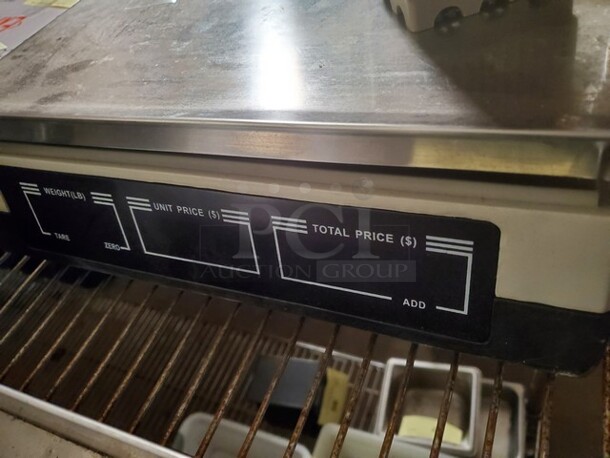 WEIGHT(LB)
TARE
ZERO
UNIT PRICE ($)
TOTAL PRICE ($)
ADD
PCI
AUCTION GROUP